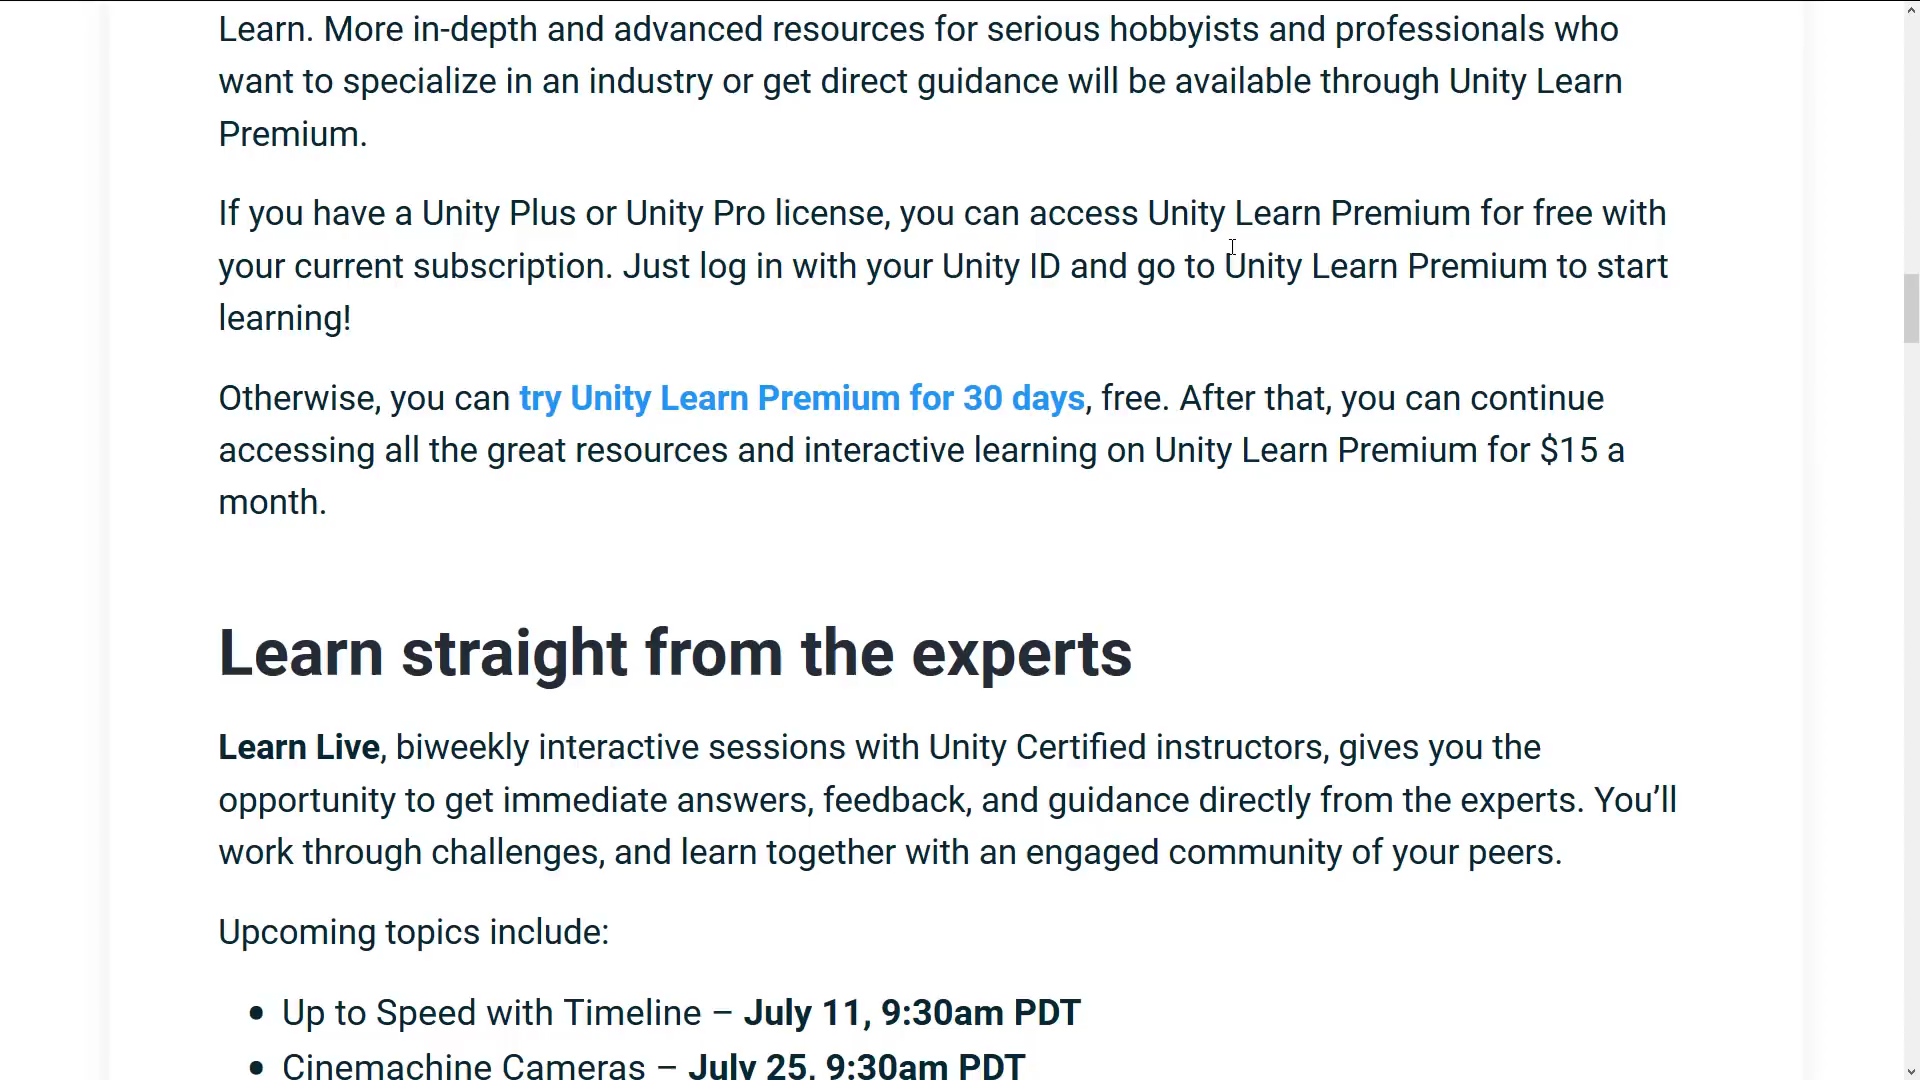 Learn. More in-depth and advanced resources for serious hobbyists and professionals who
want to specialize in an industry or get direct guidance will be available through Unity Learn
Premium.
If you have a Unity Plus or Unity Pro license, you can access Unity Learn Premium for free with
your current subscription. Just log in with your Unity ID and go to Unity Learn Premium to start
learning!
Otherwise, you can try Unity Learn Premium for 30 days, free. After that, you can continue
accessing all the great resources and interactive learning on Unity Learn Premium for $15 a
month.
Learn straight from the experts
Learn Live, biweekly interactive sessions with Unity Certified instructors, gives you the
opportunity to get immediate answers, feedback, and guidance directly from the experts. You’ll
work through challenges, and learn together with an engaged community of your peers.
Upcoming topics include:
• Up to Speed with Timeline – July 11, 9:30am PDT
• Cinemachine Cameras – July 25, 9:30am PDT